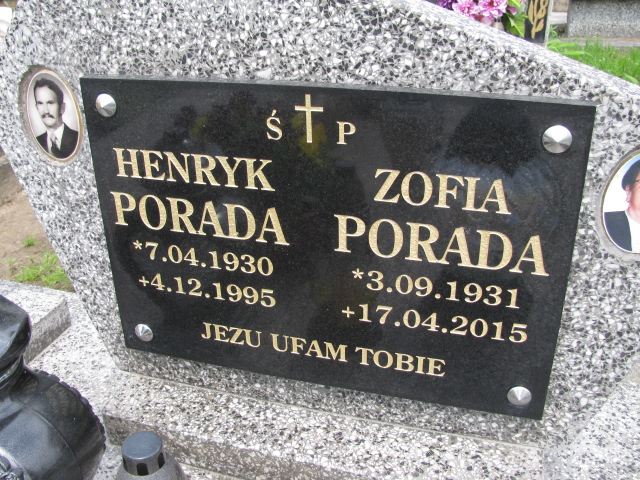 Ś P
HENRYK
PORADA
*7.04.1930
+4.12.1995
ZOFIA
PORADA
*3.09.1931
+17.04.2015
JEZU UFAM TOBIE